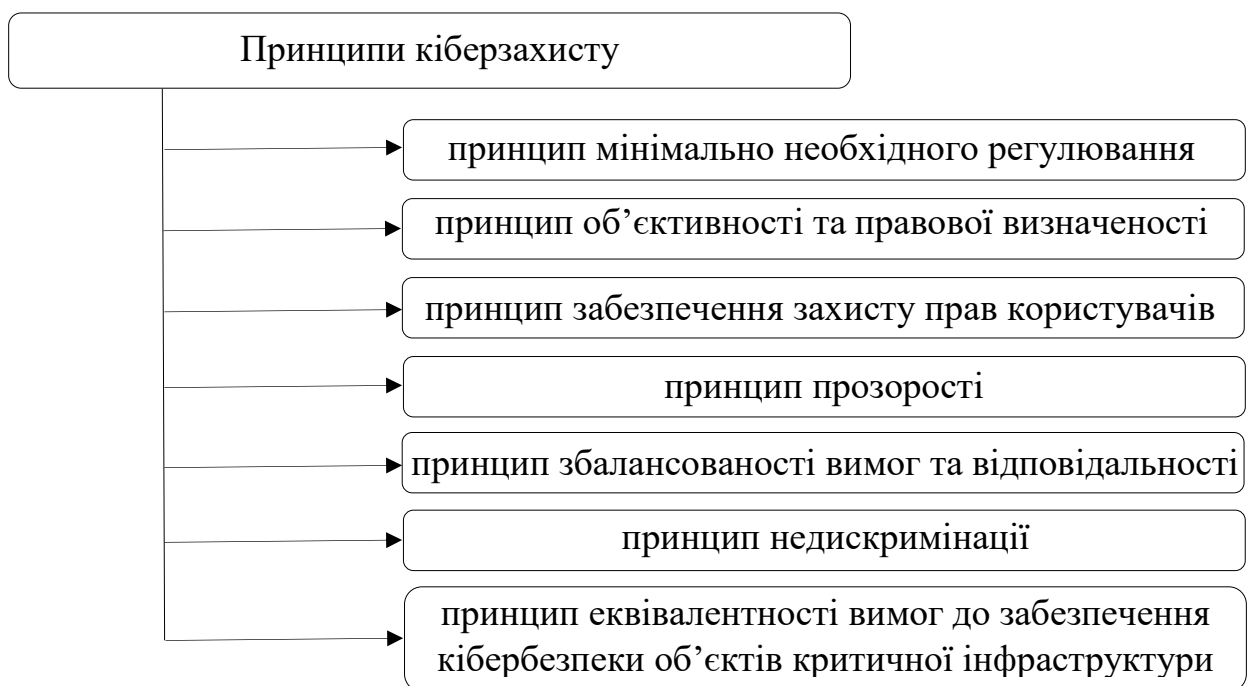 Принципи кіберзахисту
принцип мінімально необхідного регулювання
принцип об’єктивності та правової визначеності
принцип забезпечення захисту прав користувачів
принцип прозорості
принцип збалансованості вимог та відповідальності
принцип недискримінації
принцип еквівалентності вимог до забезпечення
кібербезпеки об’єктів критичної інфраструктури